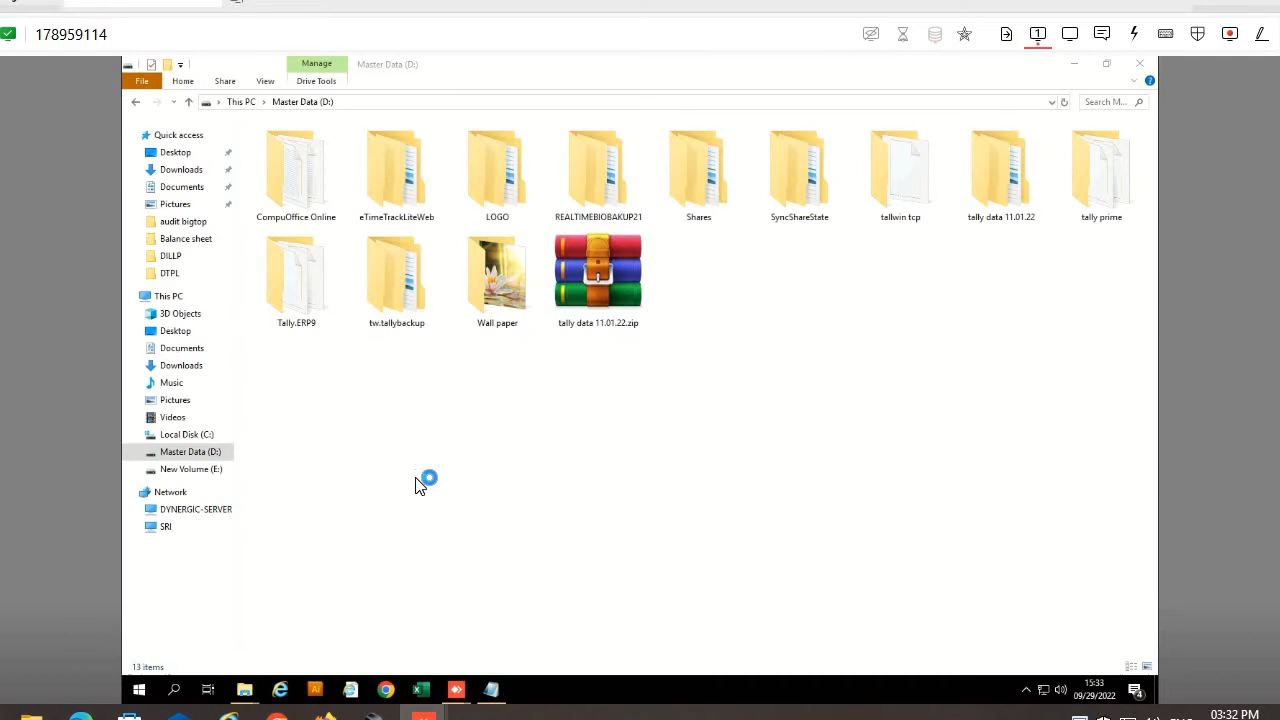 178959114
1
Manage
Master Data (D:)
File
Home
Share
View
Drive Tools
This PC
Master Data (D:)
Search M...
Quick access
Desktop
Downloads
Documents
Pictures
audit bigtop
Balance sheet
DILLP
DTPL
This PC
3D Objects
Desktop
Documents
Downloads
Music
Pictures
Videos
Local Disk (C:)
Master Data (D:)
New Volume (E:)
Network
DYNERGIC-SERVER
SRI
CompuOffice Online
eTimeTrackLiteWeb
LOGO
REALTIMEBIOBAKUP21
Shares
SyncShareState
tallwin tcp
tally data 11.01.22
tally prime
Tally.ERP9
tw.tallybackup
Wall paper
tally data 11.01.22.zip
13 items
Ai
15:33
09/29/2022
4
03:32 PM